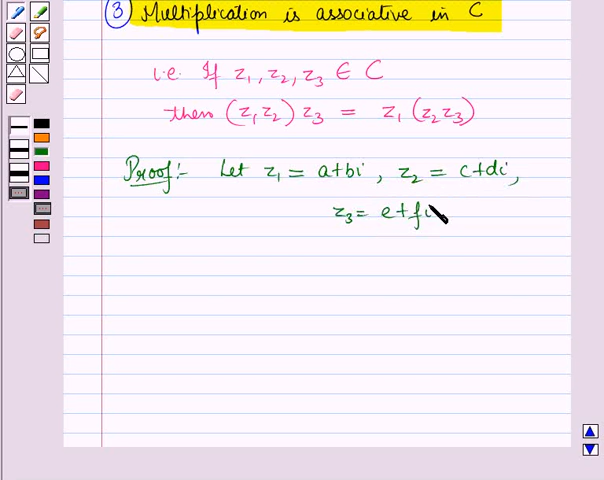 ③ Multiplication is associative in C
i.e. If z₁, z₂, z₃ ∈ C
then (z₁z₂) z₃ = z₁ (z₂z₃)
Proof:- Let z₁ = a+bi , z₂ = c+di,
z₃ = e+fi